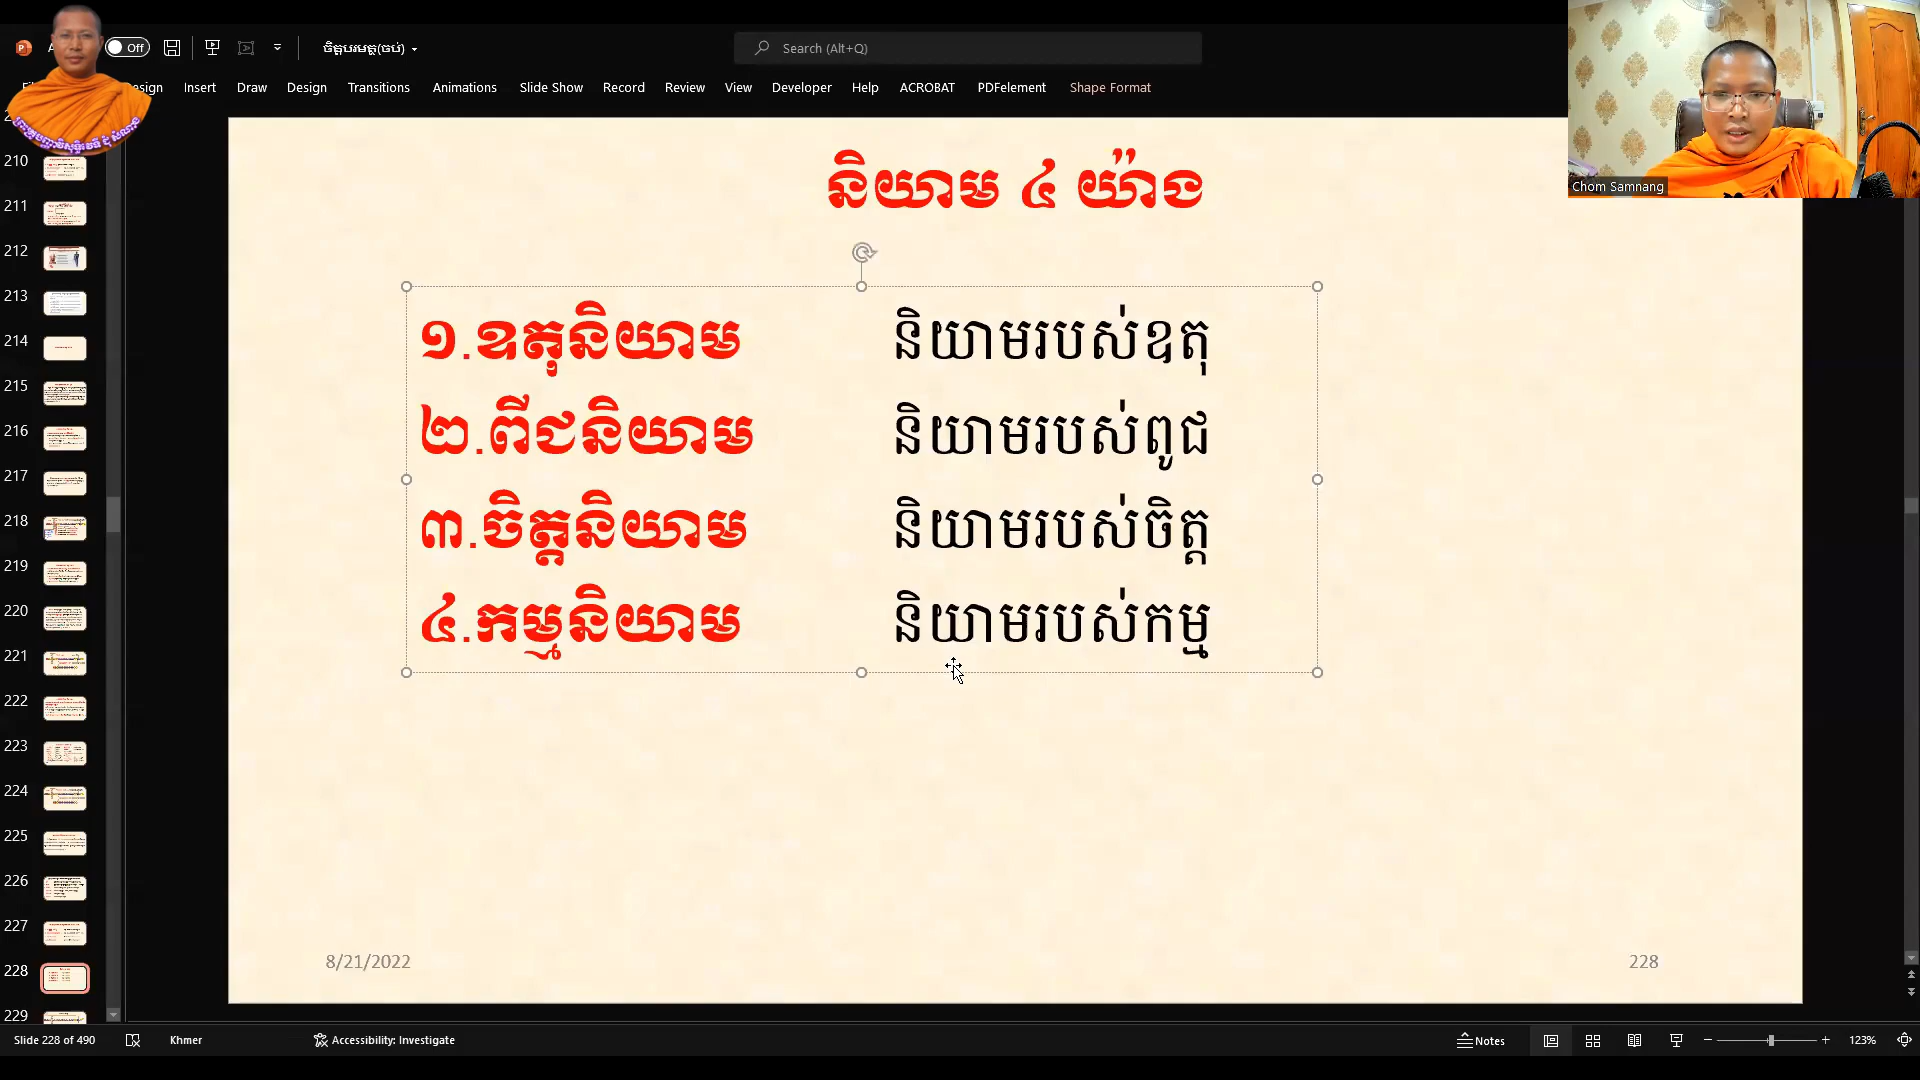 Off
ចិត្តបរមត្ថ(ចប់)
Search (Alt+Q)
Insert Draw Design Transitions Animations Slide Show Record Review View Developer Help ACROBAT PDFelement Shape Format
Chom Samnang
និយាម ៤ យ៉ាង
១.ឧតុនិយាម និយាមរបស់ឧតុ
២.ពីជនិយាម និយាមរបស់ពូជ
៣.ចិត្តនិយាម និយាមរបស់ចិត្ត
៤.កម្មនិយាម និយាមរបស់កម្ម
8/21/2022
228
210
211
212
213
214
215
216
217
218
219
220
221
222
223
224
225
226
227
228
229
Slide 228 of 490
Khmer
Accessibility: Investigate
Notes
123%